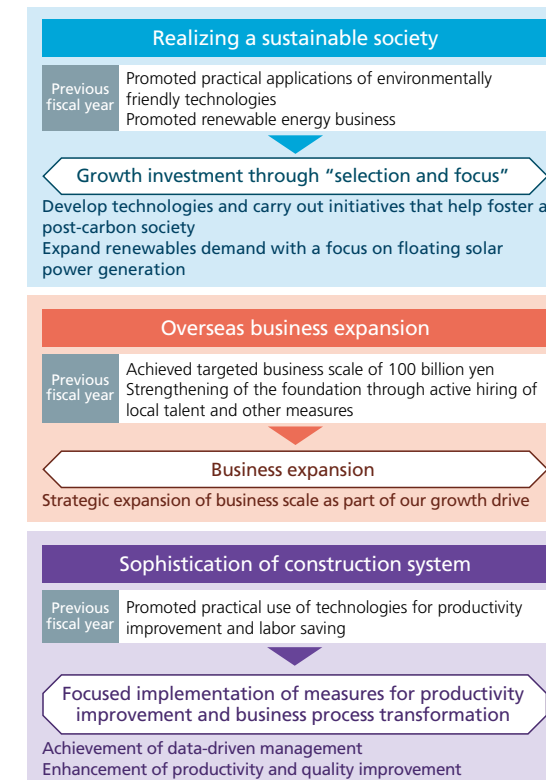 Realizing a sustainable society
Previous
fiscal year
Promoted practical applications of environmentally
friendly technologies
Promoted renewable energy business
Growth investment through “selection and focus”
Develop technologies and carry out initiatives that help foster a
post-carbon society
Expand renewables demand with a focus on floating solar
power generation
Overseas business expansion
Previous
fiscal year
Achieved targeted business scale of 100 billion yen
Strengthening of the foundation through active hiring of
local talent and other measures
Business expansion
Strategic expansion of business scale as part of our growth drive
Sophistication of construction system
Previous
fiscal year
Promoted practical use of technologies for productivity
improvement and labor saving
Focused implementation of measures for productivity
improvement and business process transformation
Achievement of data-driven management
Enhancement of productivity and quality improvement